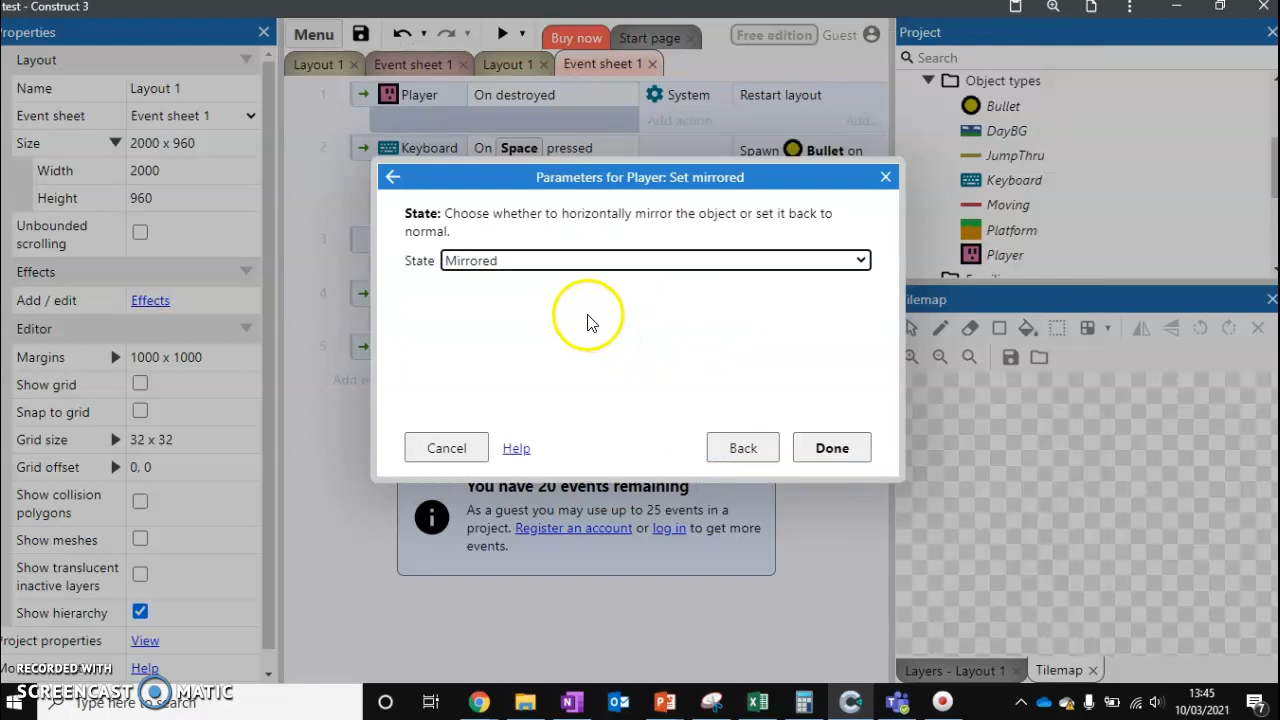 test - Construct 3
Properties
Layout
Name Layout 1
Event sheet Event sheet 1
Size 2000 x 960
Width 2000
Height 960
Unbounded
scrolling
Effects
Add / edit Effects
Editor
Margins 1000 x 1000
Show grid
Snap to grid
Grid size 32 x 32
Grid offset 0, 0
Show collision
polygons
Show meshes
Show translucent
inactive layers
Show hierarchy
Project properties View
Help
RECORDED WITH
SCREENCAST MATIC
Menu
Buy now
Start page
Free edition
Guest
Layout 1
Event sheet 1
Layout 1
Event sheet 1
1 Player On destroyed System Restart layout
Add action Add...
2 Keyboard On Space pressed Spawn Bullet on
3
4
5
Parameters for Player: Set mirrored
State: Choose whether to horizontally mirror the object or set it back to
normal.
State Mirrored
Cancel Help Back Done
You have 20 events remaining
As a guest you may use up to 25 events in a
project. Register an account or log in to get more
events.
Project
Search
Object types
Bullet
DayBG
JumpThru
Keyboard
Moving
Platform
Player
Tilemap
Layers - Layout 1
Tilemap
Type here to search
13:45
10/03/2021
7